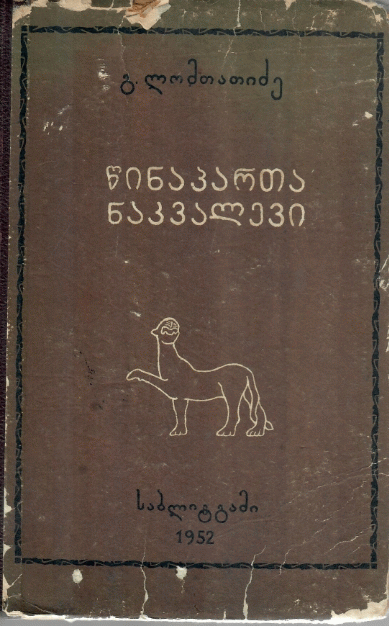 გ. ლომთათიძე
წინაპართა
ნაკვალევი
საბლიტგამი
1952